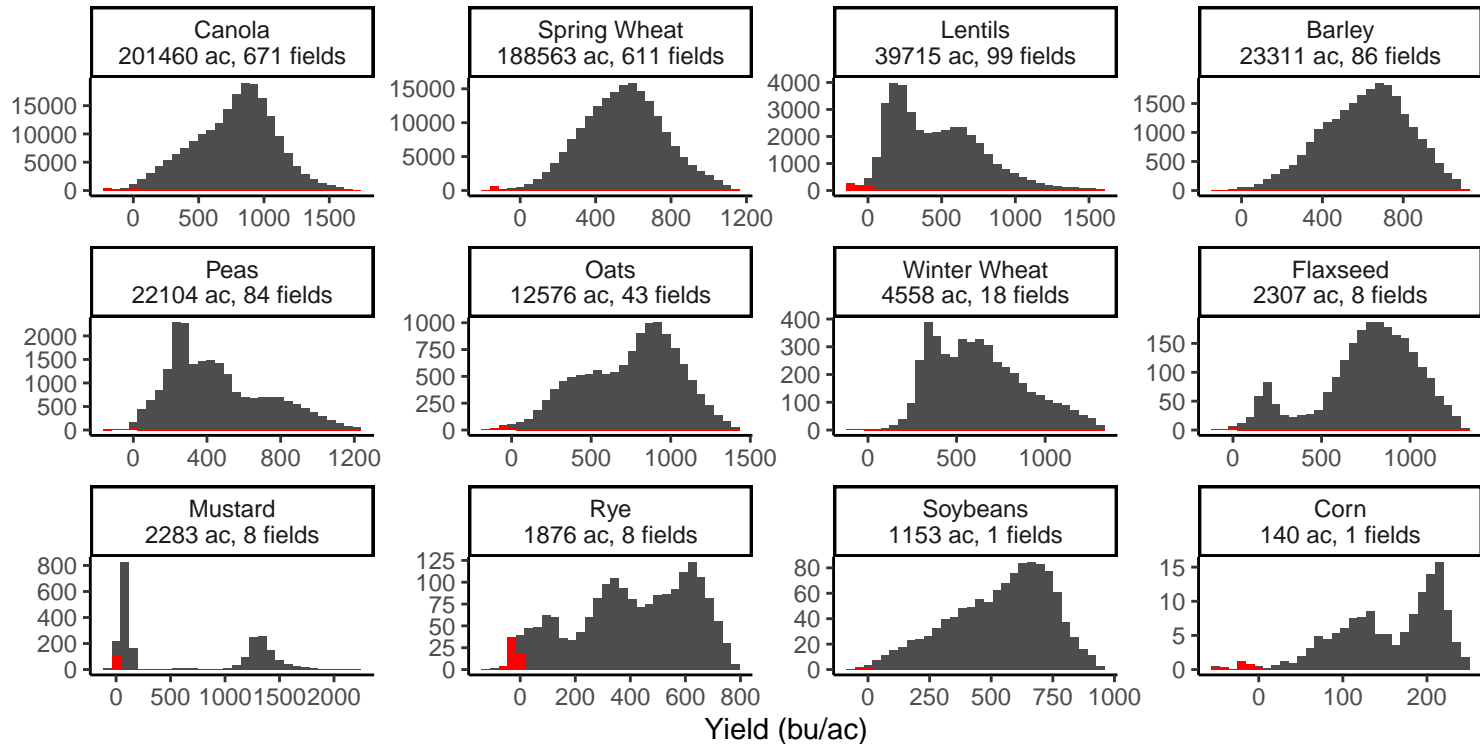 Canola
201460 ac, 671 fields
Spring Wheat
188563 ac, 611 fields
Lentils
39715 ac, 99 fields
Barley
23311 ac, 86 fields
15000
10000
5000
0
0 500 1000 1500
15000
10000
5000
0
0 400 800 1200
4000
3000
2000
1000
0
0 500 1000 1500
1500
1000
500
0
0 400 800
Peas
22104 ac, 84 fields
Oats
12576 ac, 43 fields
Winter Wheat
4558 ac, 18 fields
Flaxseed
2307 ac, 8 fields
2000
1500
1000
500
0
0 400 800 1200
1000
750
500
250
0
0 500 1000 1500
400
300
200
100
0
0 500 1000
150
100
50
0
0 500 1000
Mustard
2283 ac, 8 fields
Rye
1876 ac, 8 fields
Soybeans
1153 ac, 1 fields
Corn
140 ac, 1 fields
800
600
400
200
0
0 500 1000 1500 2000
125
100
75
50
25
0
0 200 400 600 800
80
60
40
20
0
0 250 500 750 1000
15
10
5
0
0 100 200
Yield (bu/ac)